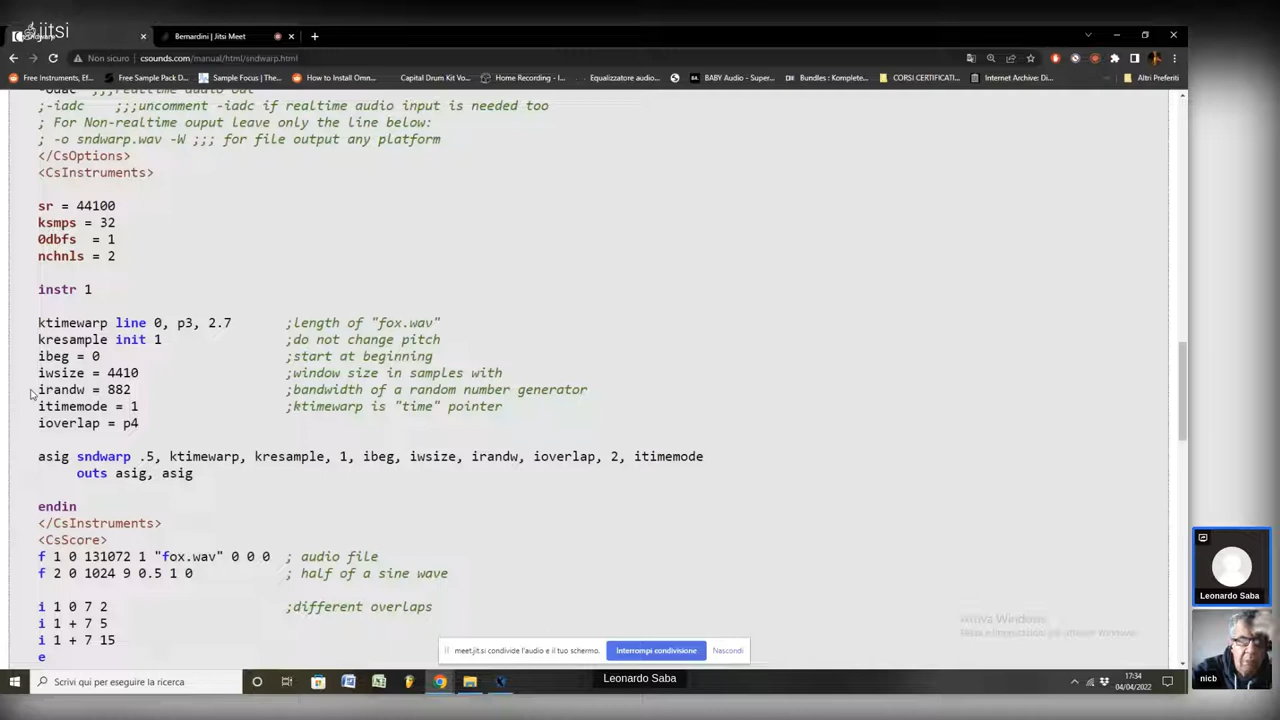 jitsi
Bernardini | Jitsi Meet
Non sicuro | csounds.com/manual/html/sndwarp.html
Free Instruments, Ef...
Free Sample Pack D...
Sample Focus | The...
How to Install Omn...
Capital Drum Kit Vo...
Home Recording -...
Equalizzatore audio...
BABY Audio - Super...
Bundles : Komplete...
CORSI CERTIFICATI...
Internet Archive: Di...
Altri Preferiti
-odac ;;;realtime audio out
;-iadc ;;;uncomment -iadc if realtime audio input is needed too
; For Non-realtime ouput leave only the line below:
; -o sndwarp.wav -W ;;; for file output any platform
</CsOptions>
<CsInstruments>
sr = 44100
ksmps = 32
0dbfs = 1
nchnls = 2
instr 1
ktimewarp line 0, p3, 2.7 ;length of "fox.wav"
kresample init 1 ;do not change pitch
ibeg = 0 ;start at beginning
iwsize = 4410 ;window size in samples with
irandw = 882 ;bandwidth of a random number generator
itimemode = 1 ;ktimewarp is "time" pointer
ioverlap = p4
asig sndwarp .5, ktimewarp, kresample, 1, ibeg, iwsize, irandw, ioverlap, 2, itimemode
outs asig, asig
endin
</CsInstruments>
<CsScore>
f 1 0 131072 1 "fox.wav" 0 0 0 ; audio file
f 2 0 1024 9 0.5 1 0 ; half of a sine wave
i 1 0 7 2 ;different overlaps
i 1 + 7 5
i 1 + 7 15
e
Attiva Windows
meet.jit.si condivide l'audio e il tuo schermo.
Interrompi condivisione
Nascondi
Leonardo Saba
nicb
Scrivi qui per eseguire la ricerca
Leonardo Saba
17:34
04/04/2022